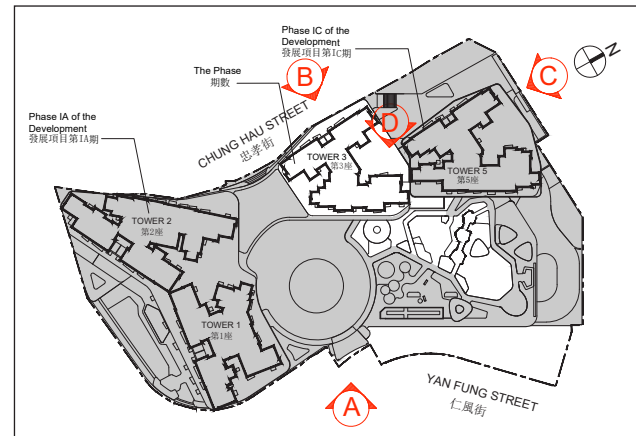 Phase IC of the
Development
發展項目第IC期
The Phase
期數
B
C
N
Phase IA of the
Development
發展項目第IA期
CHUNG HAU STREET
忠孝街
D
TOWER 3
第3座
TOWER 5
第5座
TOWER 2
第2座
TOWER 1
第1座
A
YAN FUNG STREET
仁風街